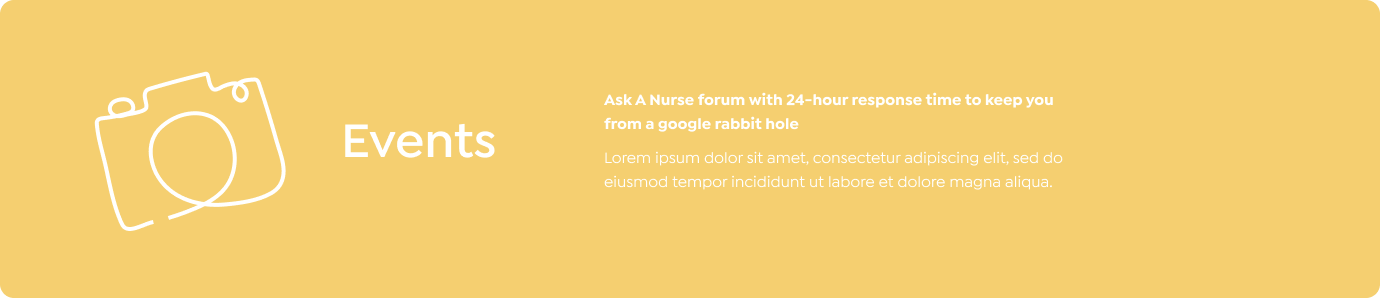 Events
Ask A Nurse forum with 24-hour response time to keep you
from a google rabbit hole
Lorem ipsum dolor sit amet, consectetur adipiscing elit, sed do
eiusmod tempor incididunt ut labore et dolore magna aliqua.